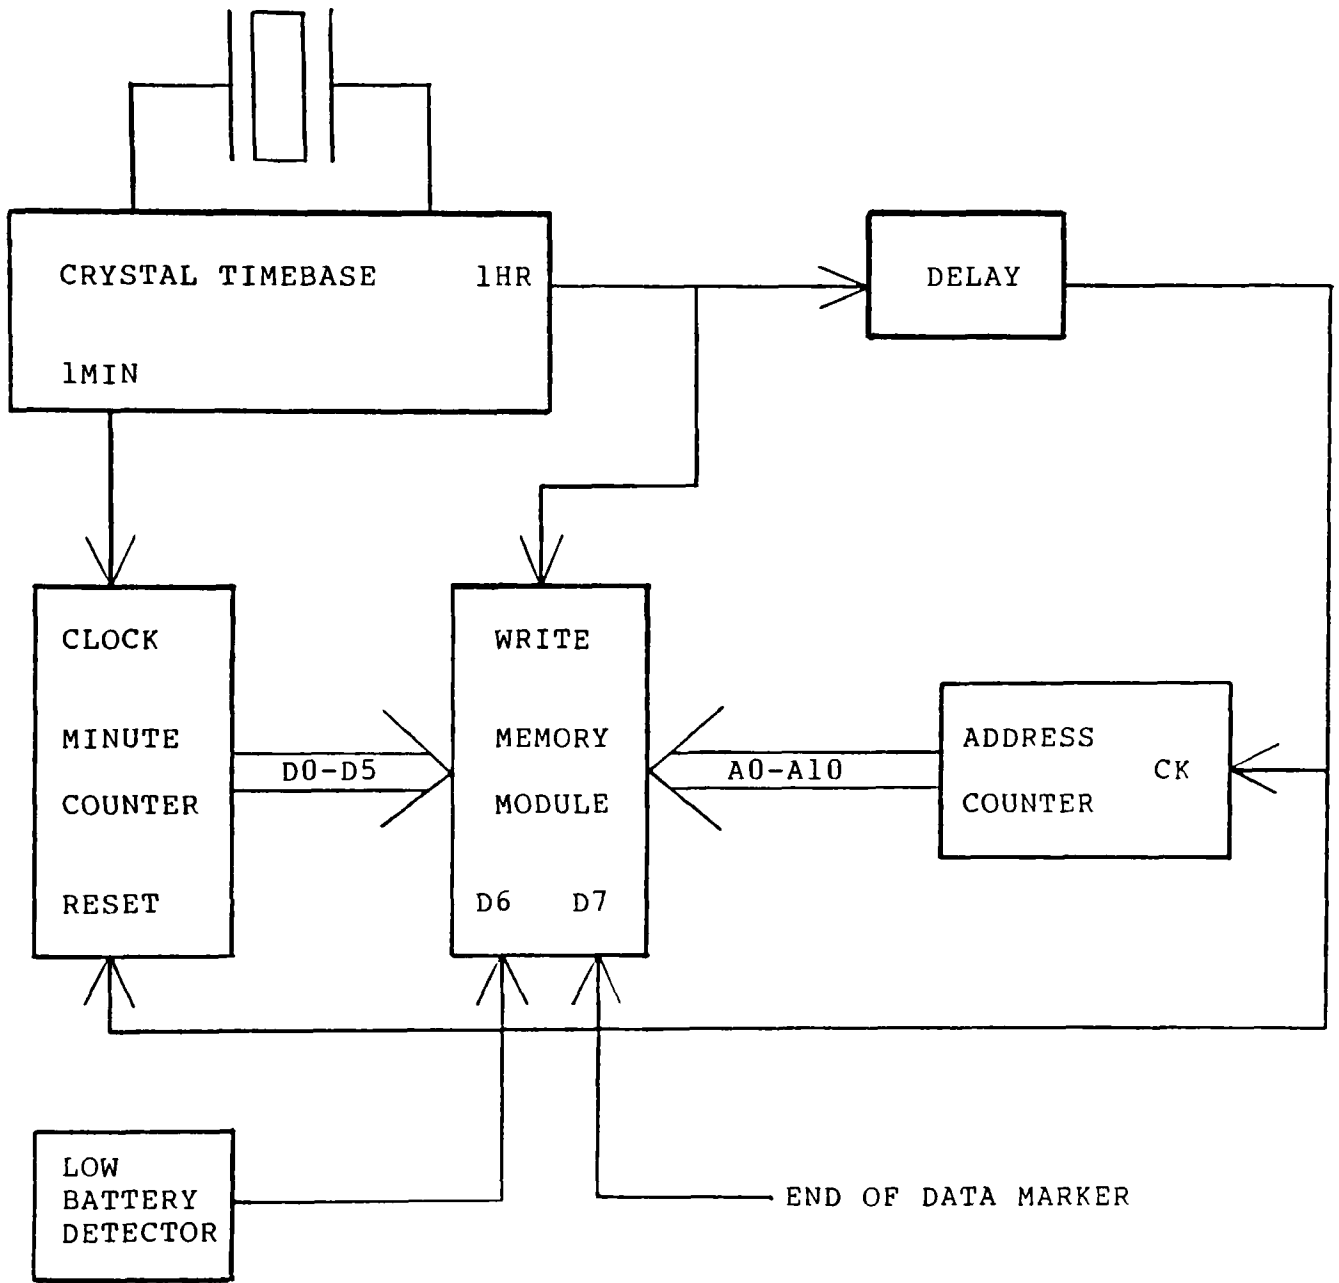 CRYSTAL TIMEBASE 1HR
DELAY
1MIN
CLOCK
WRITE
MINUTE
COUNTER
D0-D5
MEMORY
MODULE
A0-A10
ADDRESS
COUNTER
CK
RESET
D6 D7
LOW
BATTERY
DETECTOR
END OF DATA MARKER